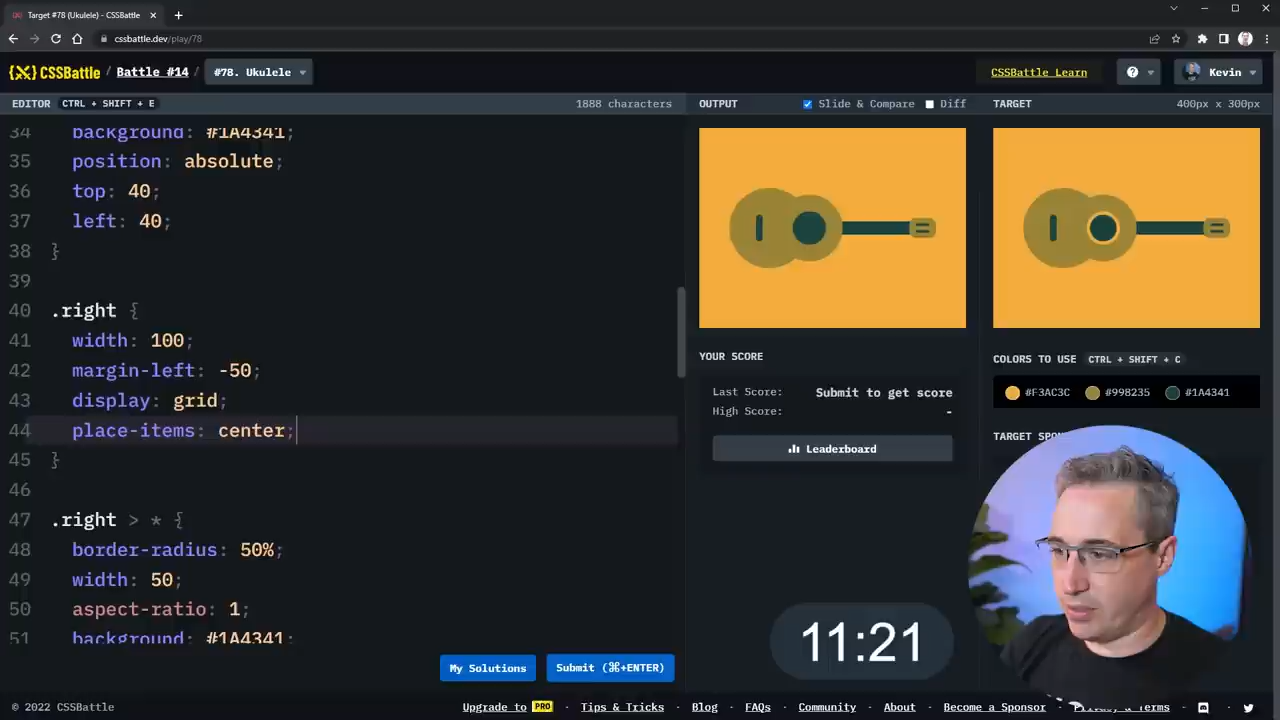 Target #78 (Ukulele) - CSSBattle
cssbattle.dev/play/78
{X} CSSBattle / Battle #14 / #78. Ukulele
CSSBattle Learn
?
Kevin
EDITOR CTRL + SHIFT + E 1888 characters
OUTPUT Slide & Compare Diff
TARGET 400px x 300px
34 background: #1A4341;
35 position: absolute;
36 top: 40;
37 left: 40;
38 }
39
40 .right {
41 width: 100;
42 margin-left: -50;
43 display: grid;
44 place-items: center;
45 }
46
47 .right > * {
48 border-radius: 50%;
49 width: 50;
50 aspect-ratio: 1;
51 background: #1A4341;
YOUR SCORE
Last Score: Submit to get score
High Score: -
Leaderboard
COLORS TO USE CTRL + SHIFT + C
#F3AC3C #998235 #1A4341
TARGET
11:21
My Solutions Submit (⌘+ENTER)
© 2022 CSSBattle
Upgrade to PRO · Tips & Tricks · Blog · FAQs · Community · About · Become a Sponsor · Privacy & Terms